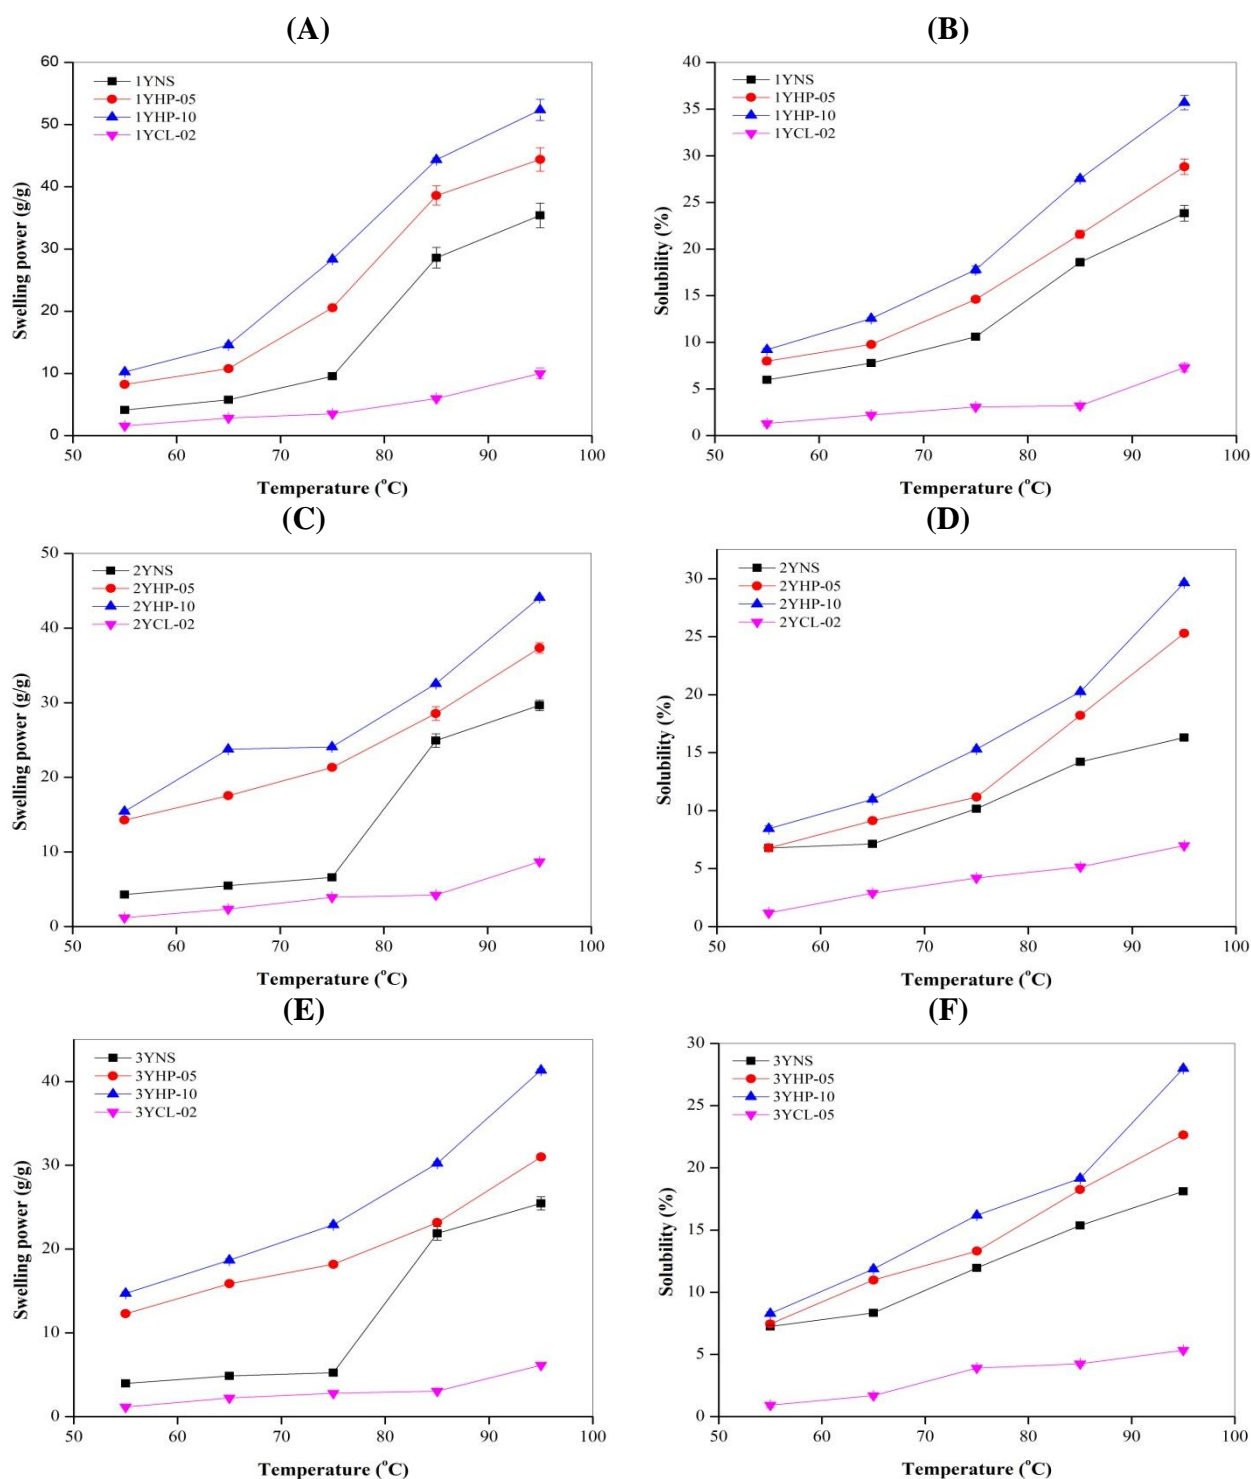 (A)
60
50
40
30
20
10
0
50
60
70
80
90
100
Swelling power (g/g)
Temperature (°C)
1YNS
1YHP-05
1YHP-10
1YCL-02
(B)
40
35
30
25
20
15
10
5
0
50
60
70
80
90
100
Solubility (%)
Temperature (°C)
1YNS
1YHP-05
1YHP-10
1YCL-02
(C)
50
40
30
20
10
0
50
60
70
80
90
100
Swelling power (g/g)
Temperature (°C)
2YNS
2YHP-05
2YHP-10
2YCL-02
(D)
30
25
20
15
10
5
0
50
60
70
80
90
100
Solubility (%)
Temperature (°C)
2YNS
2YHP-05
2YHP-10
2YCL-02
(E)
40
30
20
10
0
50
60
70
80
90
100
Swelling power (g/g)
Temperature (°C)
3YNS
3YHP-05
3YHP-10
3YCL-02
(F)
30
25
20
15
10
5
0
50
60
70
80
90
100
Solubility (%)
Temperature (°C)
3YNS
3YHP-05
3YHP-10
3YCL-05